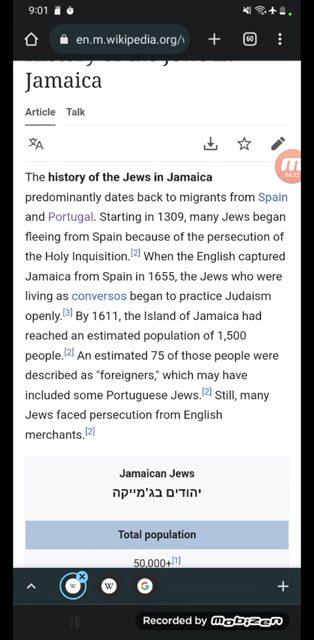 9:01
en.m.wikipedia.org/
60
Jamaica
Article Talk
The history of the Jews in Jamaica
predominantly dates back to migrants from Spain
and Portugal. Starting in 1309, many Jews began
fleeing from Spain because of the persecution of
the Holy Inquisition.[2] When the English captured
Jamaica from Spain in 1655, the Jews who were
living as conversos began to practice Judaism
openly.[3] By 1611, the Island of Jamaica had
reached an estimated population of 1,500
people.[2] An estimated 75 of those people were
described as "foreigners," which may have
included some Portuguese Jews.[2] Still, many
Jews faced persecution from English
merchants.[2]
Jamaican Jews
יהודים בג'מייקה
Total population
50,000+[1]
W
G
Recorded by Mobizen